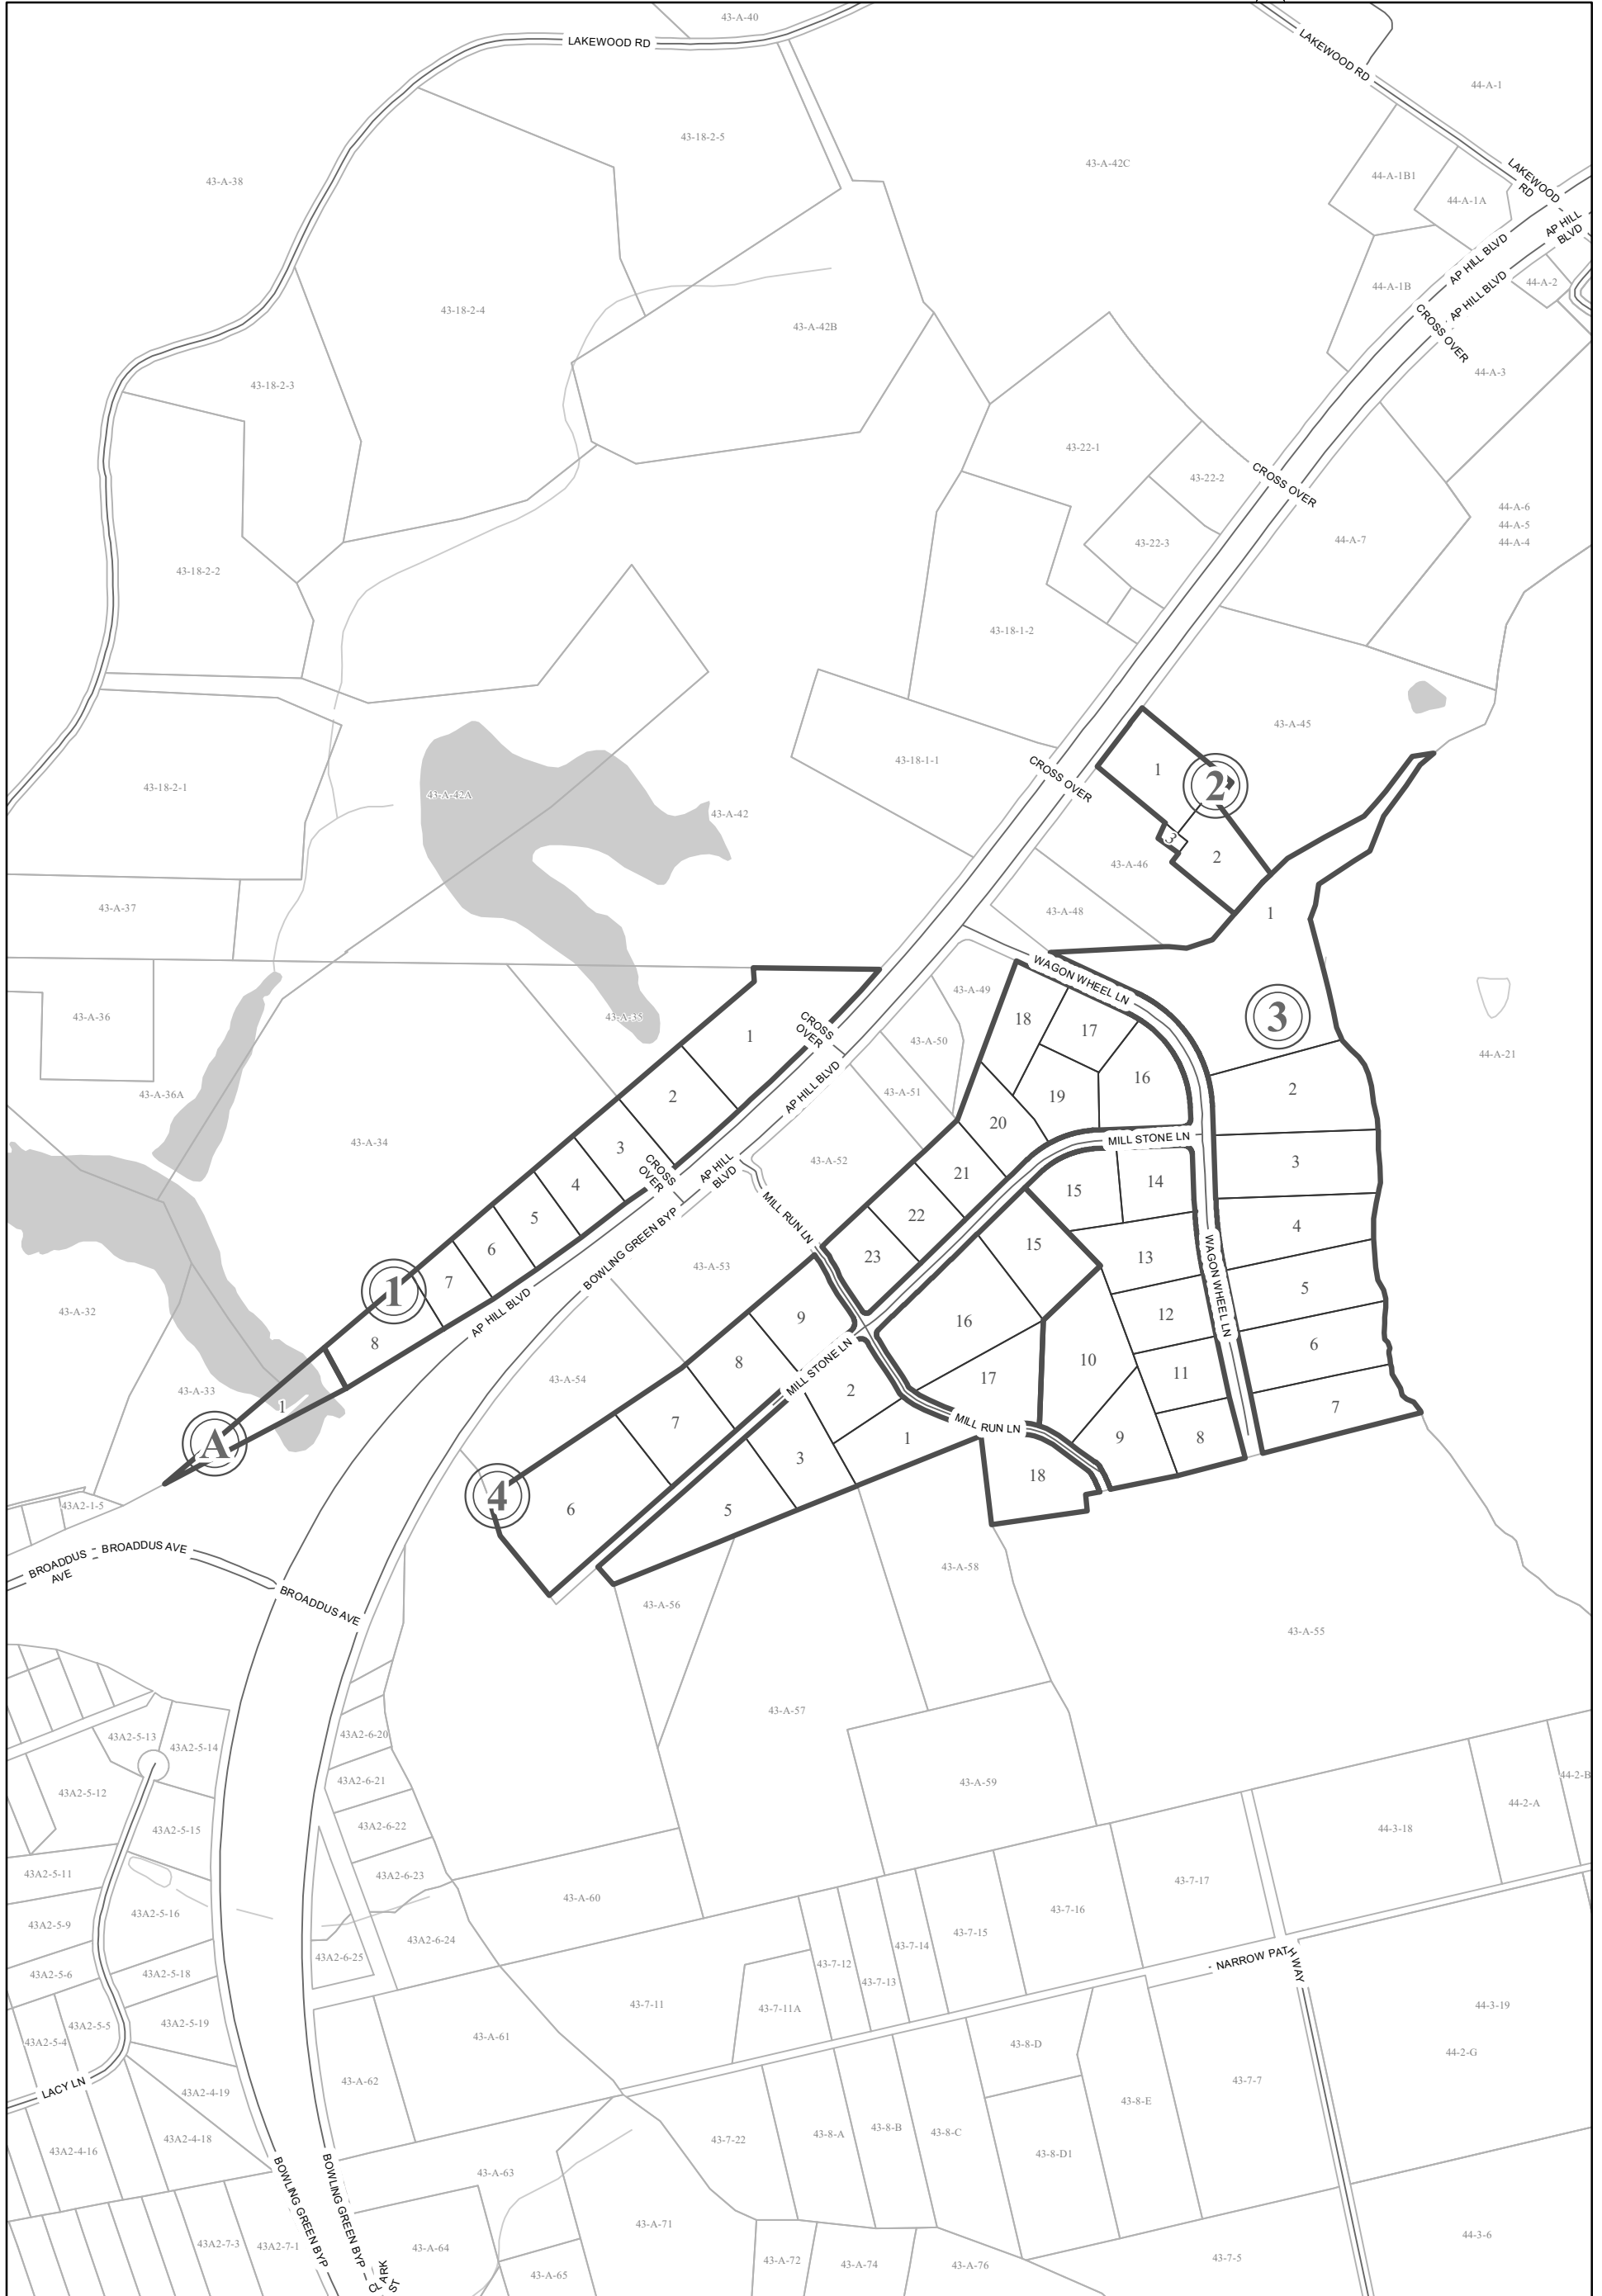 43-A-40
LAKEWOOD RD
LAKEWOOD RD
44-A-1
43-18-2-5
43-A-42C
43-A-38
44-A-1B1
44-A-1A
LAKEWOOD
RD
AP HILL
BLVD
AP HILL BLVD
AP HILL BLVD
44-A-1B
44-A-2
CROSS OVER
43-18-2-4
43-A-42B
44-A-3
43-18-2-3
43-22-1
43-22-2
CROSS OVER
44-A-6
44-A-5
44-A-4
44-A-7
43-22-3
43-18-2-2
43-18-1-2
43-A-45
43-18-1-1
CROSS OVER
1
2
3
2
43-18-2-1
43-A-42A
43-A-42
43-A-46
43-A-48
43-A-37
1
WAGON WHEEL LN
43-A-49
43-A-36
43-A-35
1
CROSS
OVER
18
17
3
43-A-50
44-A-21
43-A-36A
2
AP HILL BLVD
43-A-51
19
16
2
20
43-A-34
3
CROSS
OVER
AP HILL
BLVD
43-A-52
MILL STONE LN
21
3
4
15
14
MILL RUN LN
5
22
4
6
BOWLING GREEN BYP
43-A-53
23
15
13
WAGON WHEEL LN
1
7
5
43-A-32
AP HILL BLVD
9
16
12
8
MILL STONE LN
8
10
6
43-A-33
43-A-54
2
17
11
1
7
7
A
1
MILL RUN LN
9
8
3
18
4
5
6
43A2-1-5
BROADDUS
AVE
BROADDUS AVE
BROADDUS AVE
43-A-58
43-A-56
43-A-55
43-A-57
43A2-5-13
43A2-5-14
43A2-6-20
43-A-59
44-2-B
43A2-6-21
43A2-5-12
44-2-A
43A2-5-15
43A2-6-22
44-3-18
43A2-5-11
43A2-6-23
43-7-17
43-A-60
43-7-16
43A2-5-9
43A2-5-16
43-7-15
43-7-14
43A2-6-24
43A2-6-25
43-7-12
43-7-13
NARROW PATH WAY
43A2-5-6
43A2-5-18
43-7-11
43-7-11A
44-3-19
43A2-5-5
43A2-5-19
43A2-5-4
43-A-61
43-8-D
44-2-G
43-A-62
43-7-7
LACY LN
43A2-4-19
43-8-E
43-8-B
43-8-C
43-8-A
43-7-22
43A2-4-18
43A2-4-16
43-8-D1
43-A-63
BOWLING GREEN BYP
BOWLING GREEN BYP
43-A-71
43A2-7-3
43A2-7-1
43-A-64
44-3-6
43-A-72
43-A-74
43-A-76
43-7-5
43-A-65